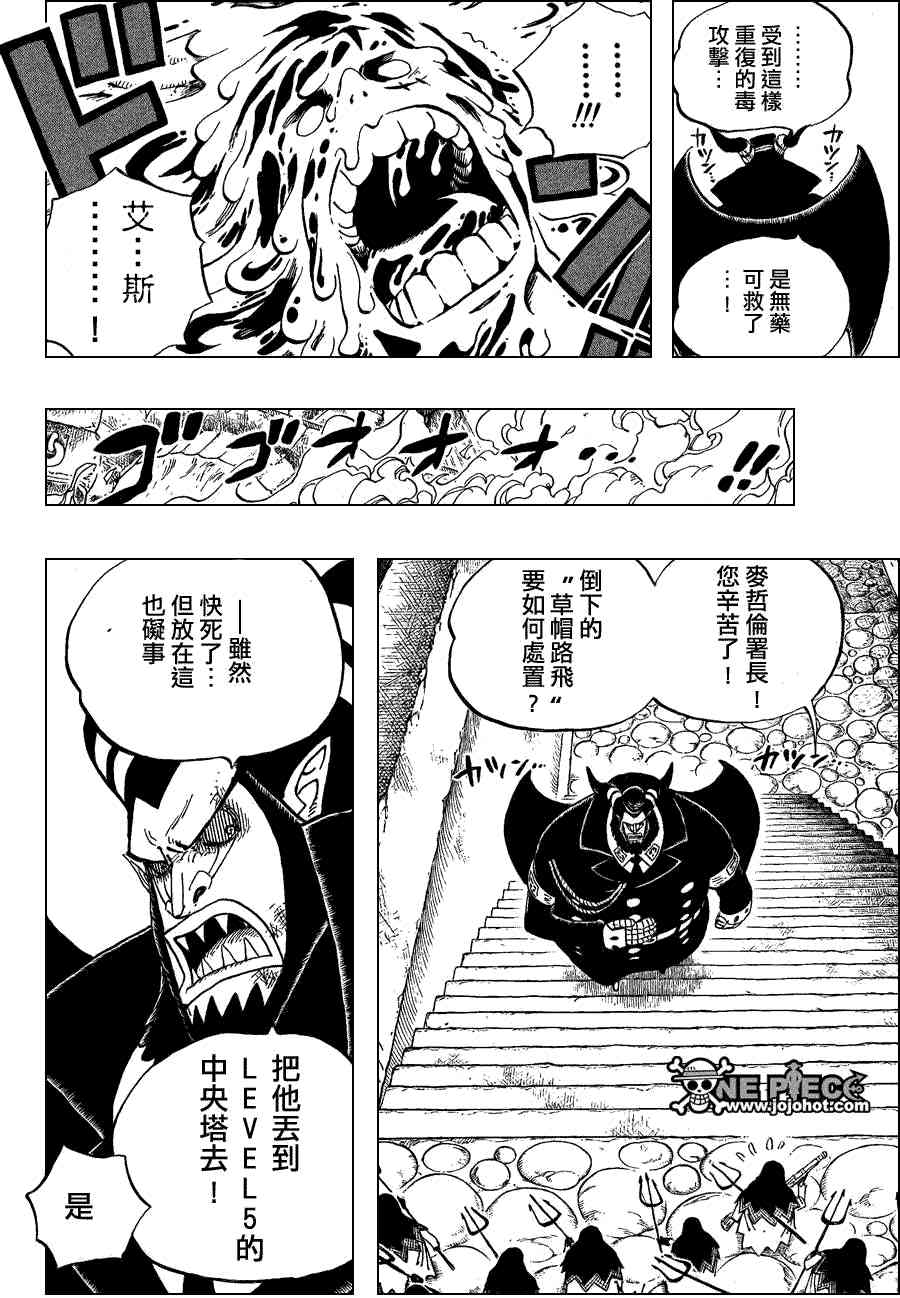 ………
受到這樣
重復的毒
攻擊…
カツン…
カツン…
是無藥
可救了
…！
……
……!!!
ドドド
艾…斯
………！
ゴゴオオオ…!!
麥哲倫署長！
您辛苦了！
倒下的
“草帽路飛“
要如何處置？
カツン…
カツン…
──雖然
快死了…
但放在這
也礙事
把他丟到
LEVEL5的
中央塔去！
是
ONE PIECE
www.jojohot.com